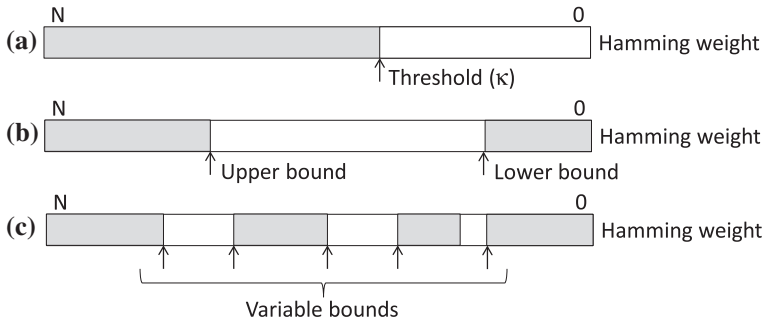 N 0
(a) Hamming weight
Threshold (κ)
N 0
(b) Hamming weight
Upper bound Lower bound
N 0
(c) Hamming weight
Variable bounds